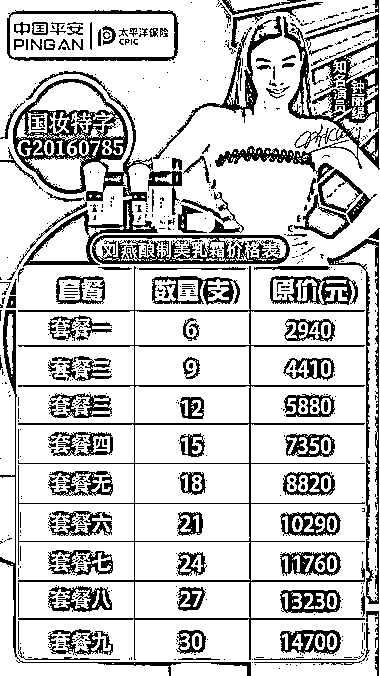 中国平安
PING AN
太平洋保险
CPIC
知名演员
钟丽缇
国妆特字
G20160785
刘燕酿制美乳霜价格表
套餐 数量(支) 原价(元)
套餐一 6 2940
套餐二 9 4410
套餐三 12 5880
套餐四 15 7350
套餐五 18 8820
套餐六 21 10290
套餐七 24 11760
套餐八 27 13230
套餐九 30 14700